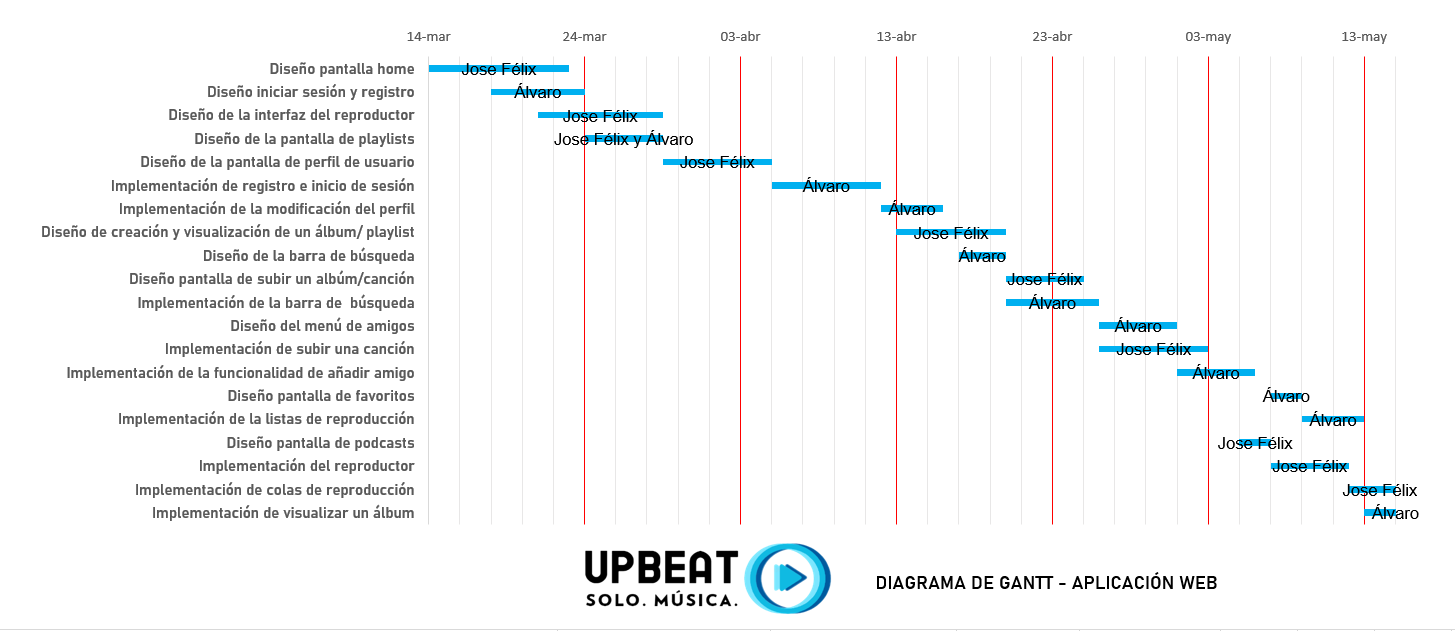 14-mar 24-mar 03-abr 13-abr 23-abr 03-may 13-may
Diseño pantalla home Jose Félix
Diseño iniciar sesión y registro Álvaro
Diseño de la interfaz del reproductor Jose Félix
Diseño de la pantalla de playlists Jose Félix y Álvaro
Diseño de la pantalla de perfil de usuario Jose Félix
Implementación de registro e inicio de sesión Álvaro
Implementación de la modificación del perfil Álvaro
Diseño de creación y visualización de un álbum/ playlist Jose Félix
Diseño de la barra de búsqueda Álvaro
Diseño pantalla de subir un albúm/canción Jose Félix
Implementación de la barra de  búsqueda Álvaro
Diseño del menú de amigos Álvaro
Implementación de subir una canción Jose Félix
Implementación de la funcionalidad de añadir amigo Álvaro
Diseño pantalla de favoritos Álvaro
Implementación de la listas de reproducción Álvaro
Diseño pantalla de podcasts Jose Félix
Implementación del reproductor Jose Félix
Implementación de colas de reproducción Jose Félix
Implementación de visualizar un álbum Álvaro
UPBEAT
SOLO. MÚSICA.
DIAGRAMA DE GANTT - APLICACIÓN WEB